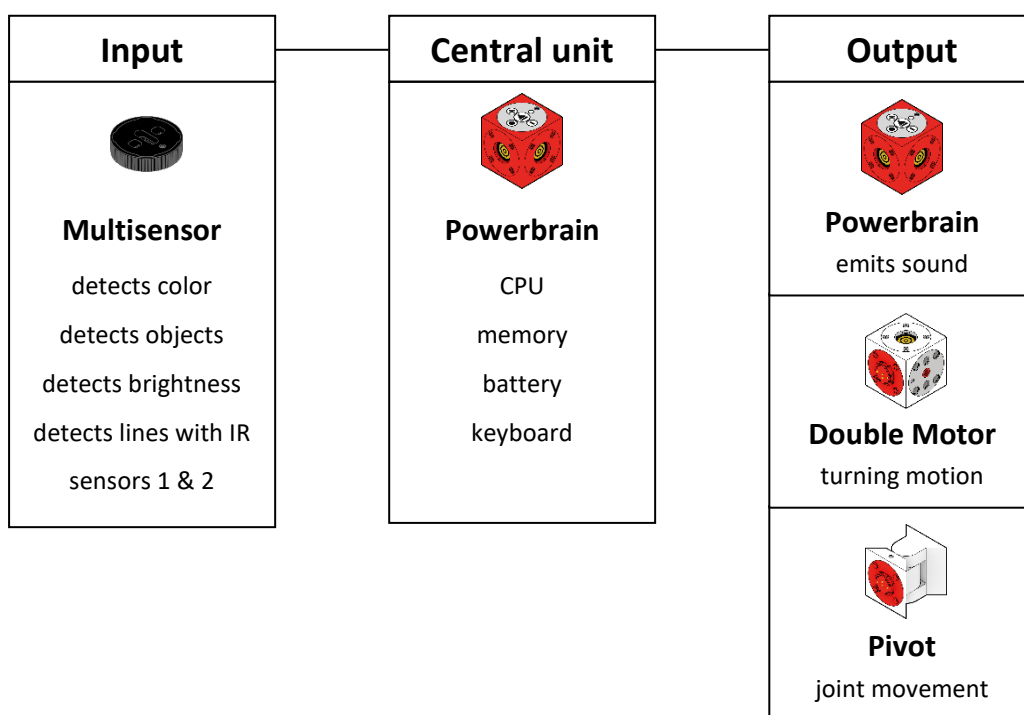 Input
Multisensor
detects color
detects objects
detects brightness
detects lines with IR
sensors 1 & 2
Central unit
Powerbrain
CPU
memory
battery
keyboard
Output
Powerbrain
emits sound
Double Motor
turning motion
Pivot
joint movement